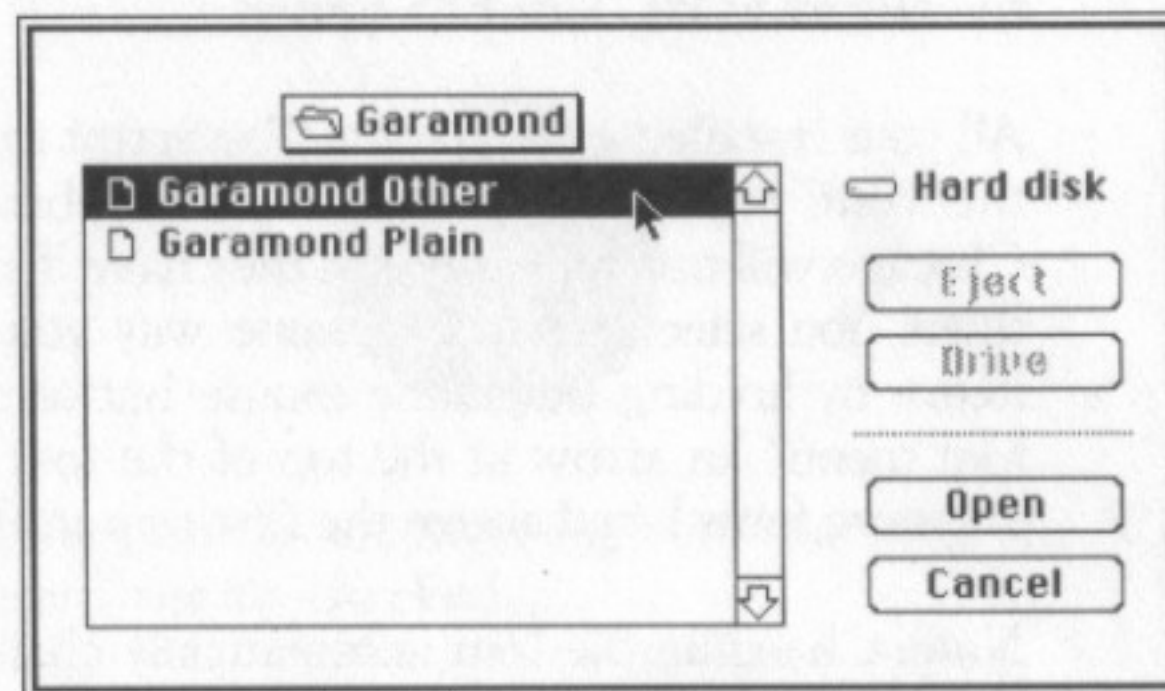 Garamond
Garamond Other
Garamond Plain
Hard disk
Eject
Drive
Open
Cancel